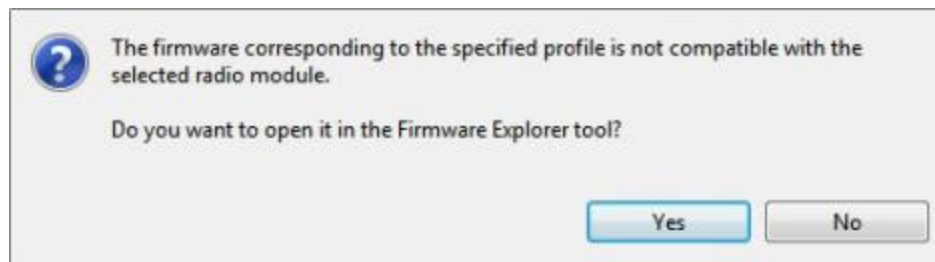 The firmware corresponding to the specified profile is not compatible with the
selected radio module.
Do you want to open it in the Firmware Explorer tool?
Yes No